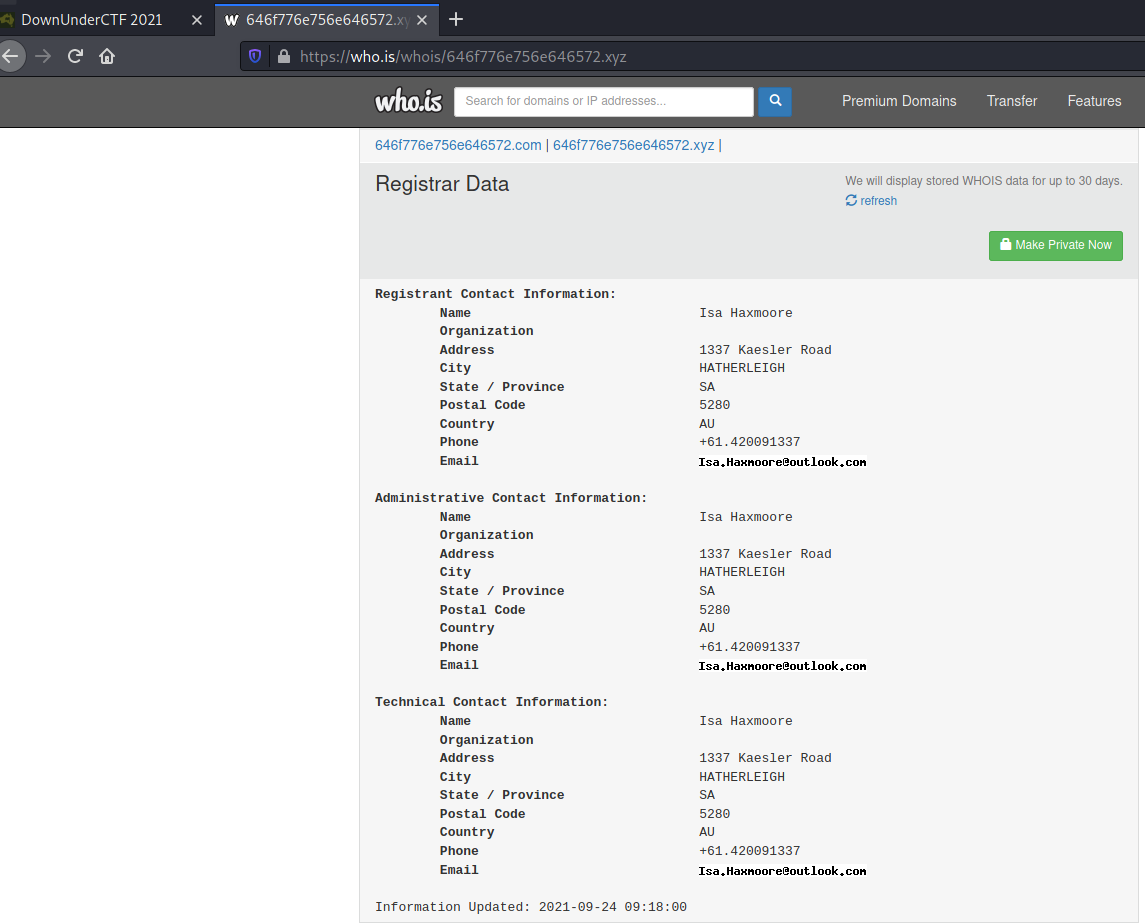 DownUnderCTF 2021
646f776e756e646572.xy
https://who.is/whois/646f776e756e646572.xyz
who.is
Search for domains or IP addresses...
Premium Domains
Transfer
Features
646f776e756e646572.com | 646f776e756e646572.xyz |
Registrar Data
We will display stored WHOIS data for up to 30 days.
refresh
Make Private Now
Registrant Contact Information:
Name Isa Haxmoore
Organization
Address 1337 Kaesler Road
City HATHERLEIGH
State / Province SA
Postal Code 5280
Country AU
Phone +61.420091337
Email Isa.Haxmoore@outlook.com
Administrative Contact Information:
Name Isa Haxmoore
Organization
Address 1337 Kaesler Road
City HATHERLEIGH
State / Province SA
Postal Code 5280
Country AU
Phone +61.420091337
Email Isa.Haxmoore@outlook.com
Technical Contact Information:
Name Isa Haxmoore
Organization
Address 1337 Kaesler Road
City HATHERLEIGH
State / Province SA
Postal Code 5280
Country AU
Phone +61.420091337
Email Isa.Haxmoore@outlook.com
Information Updated: 2021-09-24 09:18:00